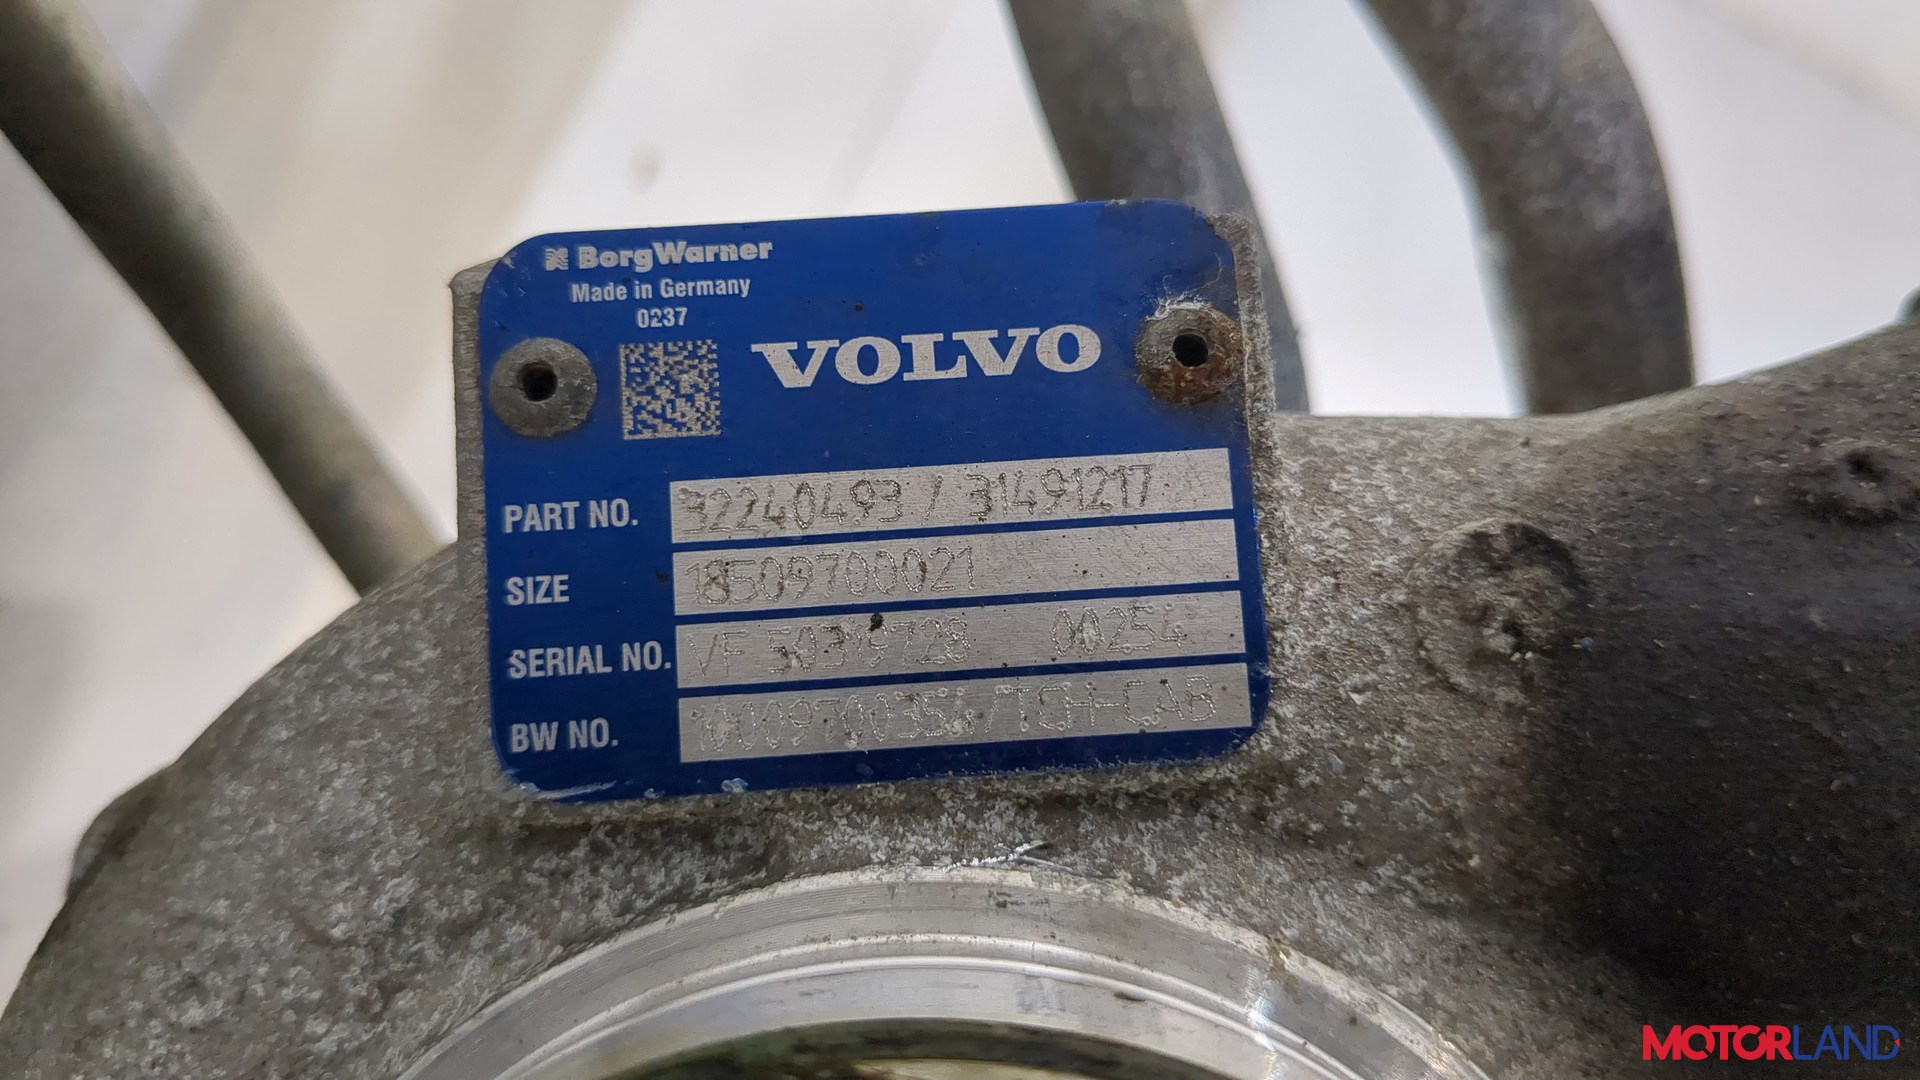 BorgWarner
Made in Germany
0237
VOLVO
PART NO. 32240493 / 31491217
SIZE 18509700021
SERIAL NO. VF 50319728 00254
BW NO. 10009700354/TCH-CAB
MOTORLAND